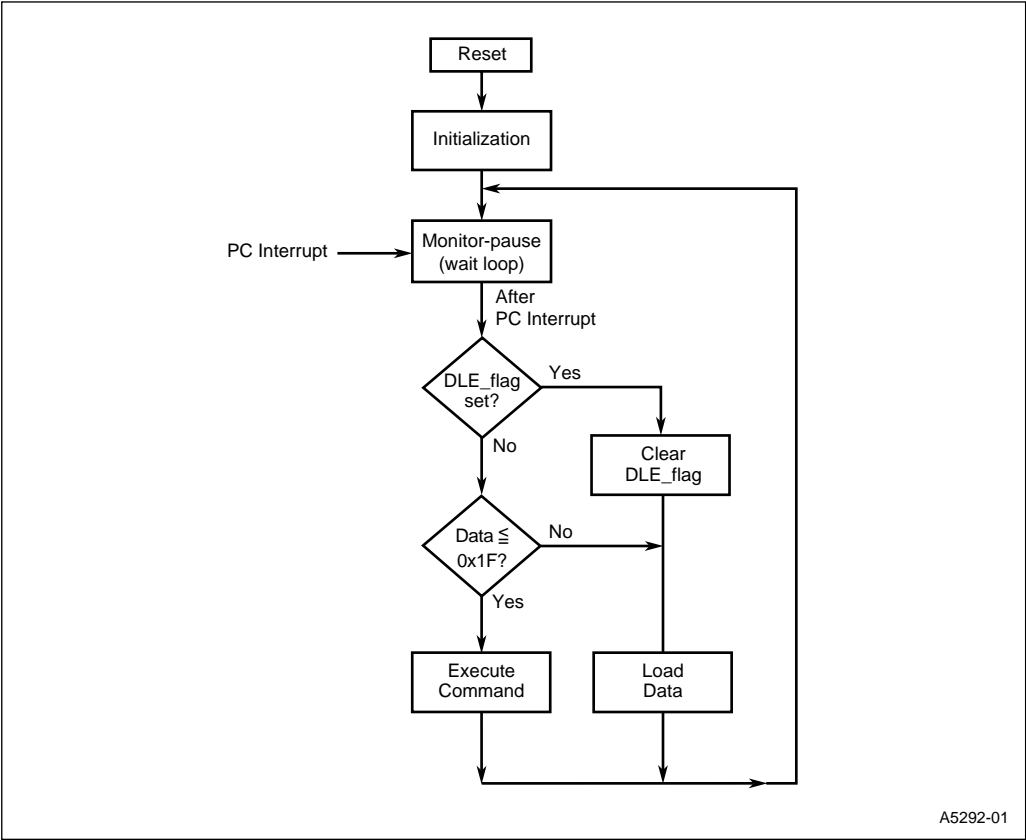 Reset
Initialization
Monitor-pause
(wait loop)
PC Interrupt
After
PC Interrupt
DLE_flag
set?
Yes
No
Clear
DLE_flag
Data ≦
0x1F?
No
Yes
Execute
Command
Load
Data
A5292-01